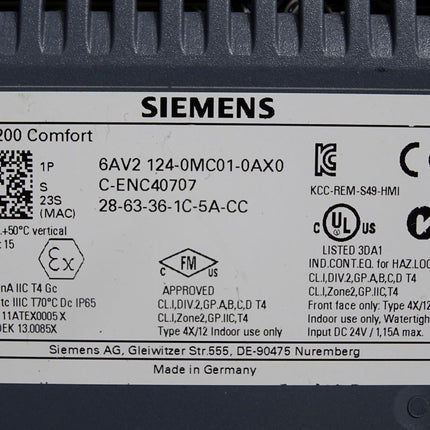 SIEMENS
200 Comfort
1P 6AV2 124-0MC01-0AX0
S C-ENC40707
23S (MAC) 28-63-36-1C-5A-CC
KCC-REM-S49-HMI
+50°C vertical
15
Ex
FM
APPROVED
CL.I,DIV.2,GP.A,B,C,D T4
CL.I,Zone2,GP.IIC,T4
Type 4X/12 Indoor use only
c UL us
LISTED 3DA1
IND.CONT.EQ. for HAZ.LOC
CL.I,DIV.2,GP.A,B,C,D T4
CL.I,Zone2,GP.IIC,T4
Front face only: Type 4X/12
Indoor use only, Watertight
Input DC 24V / 1,15A max.
nA IIC T4 Gc
tc IIIC T70°C Dc IP65
11ATEX0005 X
DEK 13.0085X
Siemens AG, Gleiwitzer Str.555, DE-90475 Nuremberg
Made in Germany